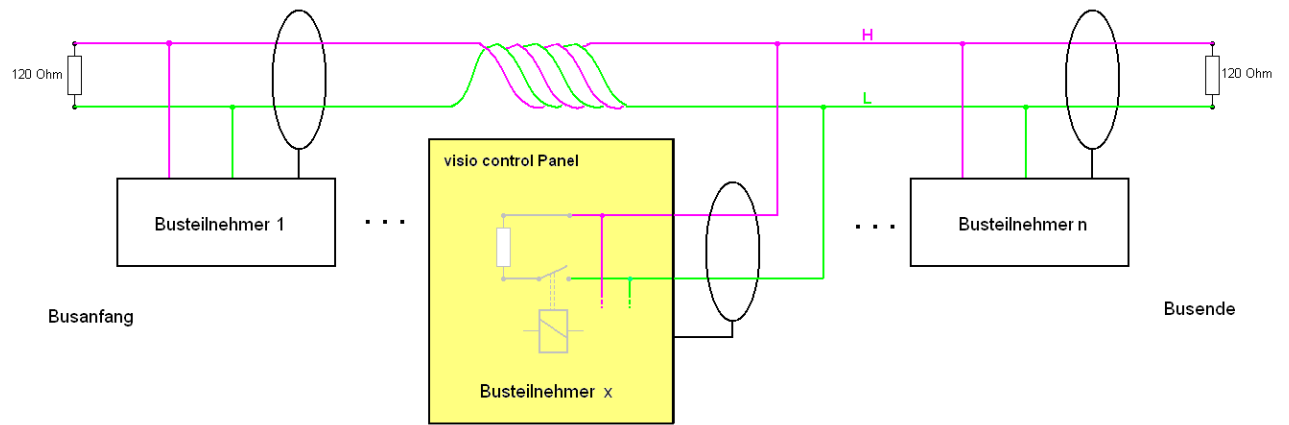 H
120 Ohm
120 Ohm
L
visio control Panel
Busteilnehmer 1
. . .
. . .
Busteilnehmer n
Busanfang
Busende
Busteilnehmer x